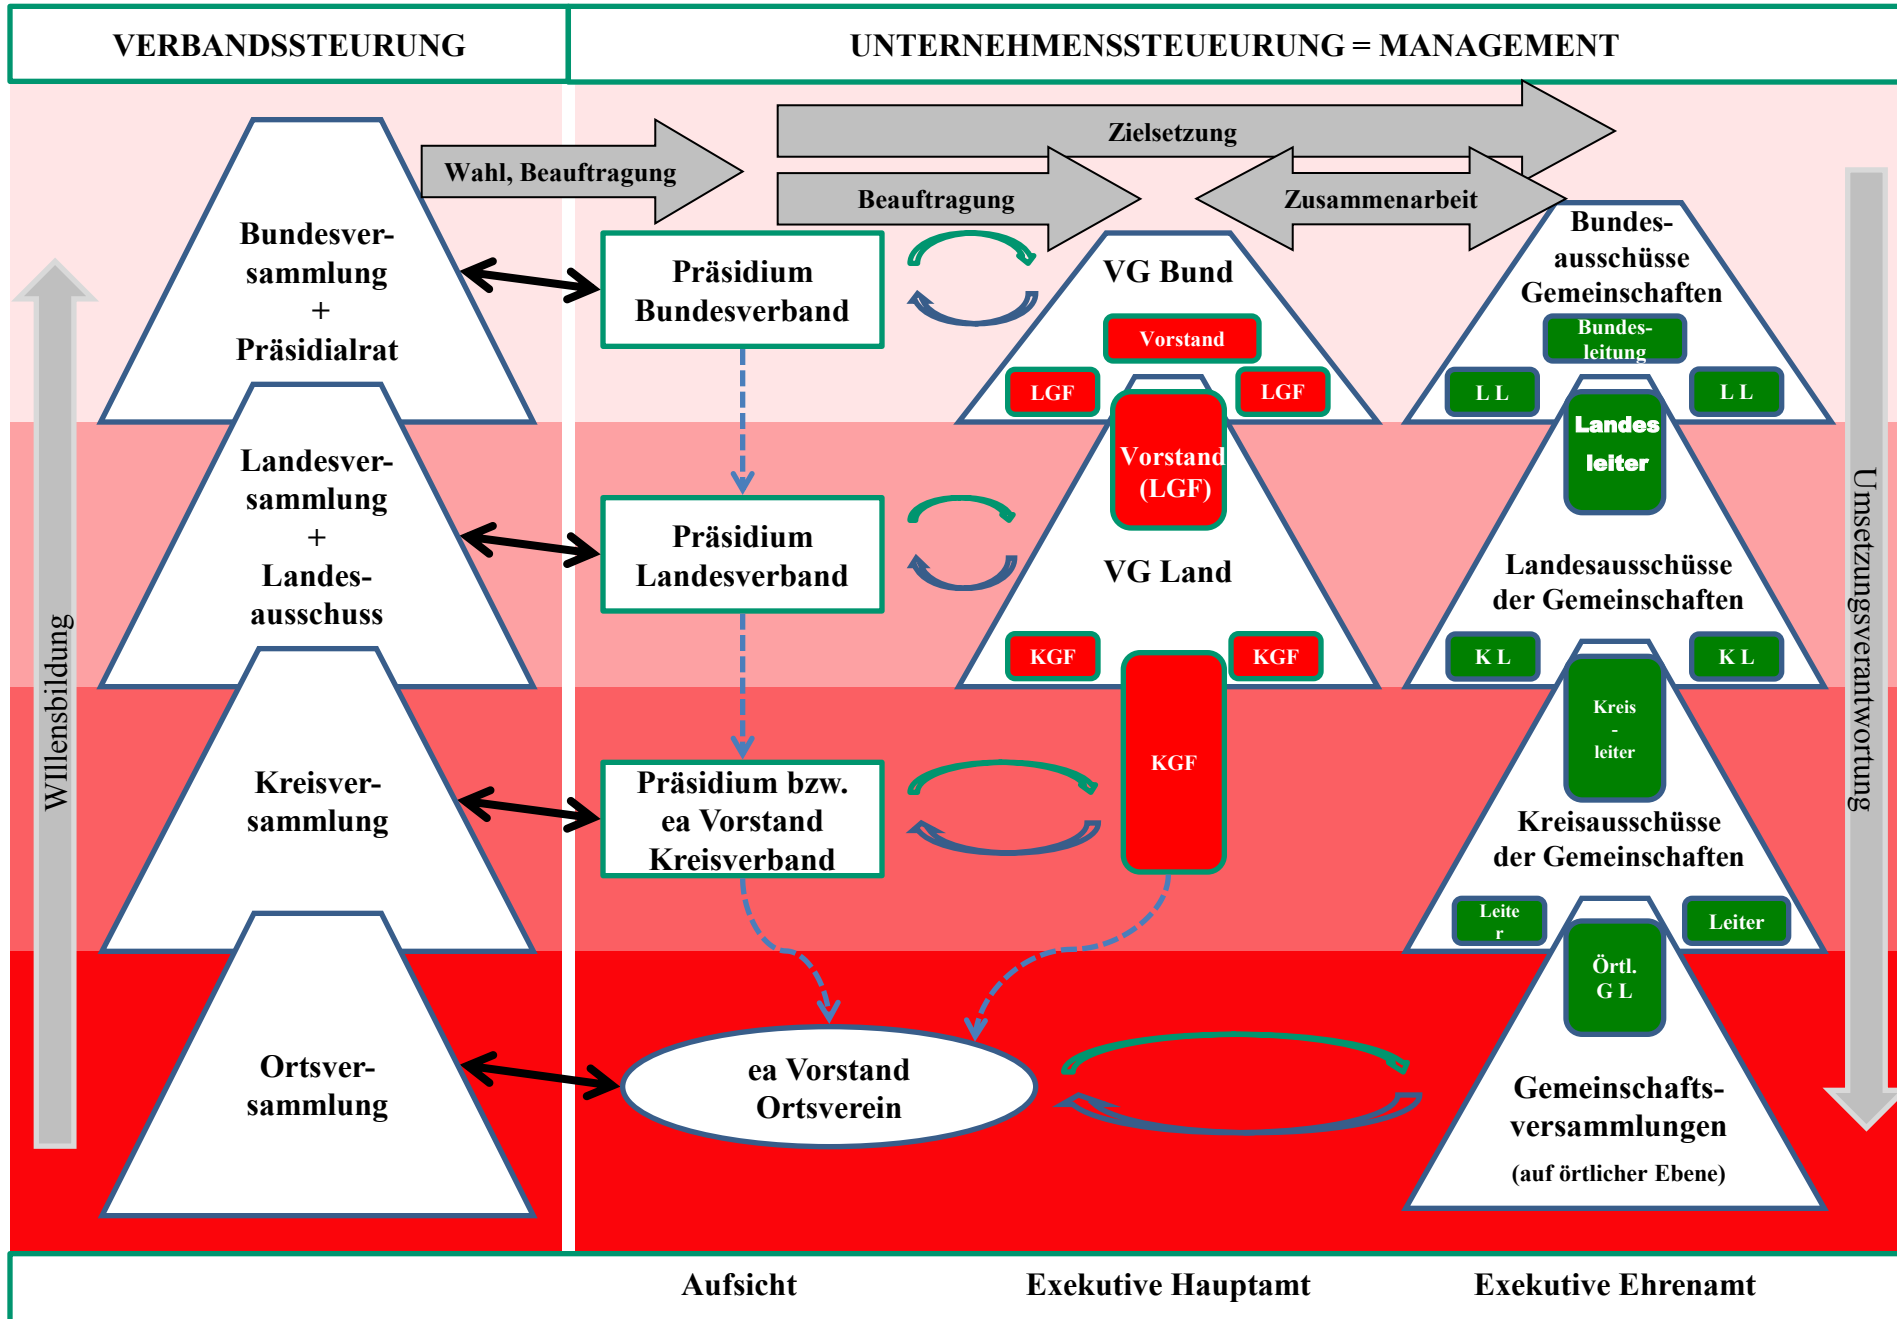 VERBANDSSTEURUNG
UNTERNEHMENSSTEUEURUNG = MANAGEMENT
Zielsetzung
Wahl, Beauftragung
Beauftragung
Zusammenarbeit
Bundesver-
sammlung
+
Präsidialrat
Präsidium
Bundesverband
VG Bund
Vorstand
LGF
LGF
Bundes-
ausschüsse
Gemeinschaften
Bundes-
leitung
L L
L L
Landesver-
sammlung
+
Landes-
ausschuss
Präsidium
Landesverband
Vorstand
(LGF)
VG Land
KGF
KGF
Landes
leiter
Landesausschüsse
der Gemeinschaften
K L
K L
Kreisver-
sammlung
Präsidium bzw.
ea Vorstand
Kreisverband
KGF
Kreis
-
leiter
Kreisausschüsse
der Gemeinschaften
Leite
r
Leiter
Ortsver-
sammlung
ea Vorstand
Ortsverein
Örtl.
G L
Gemeinschafts-
versammlungen
(auf örtlicher Ebene)
WIllensbildung
Umsetzungsverantwortung
Aufsicht
Exekutive Hauptamt
Exekutive Ehrenamt